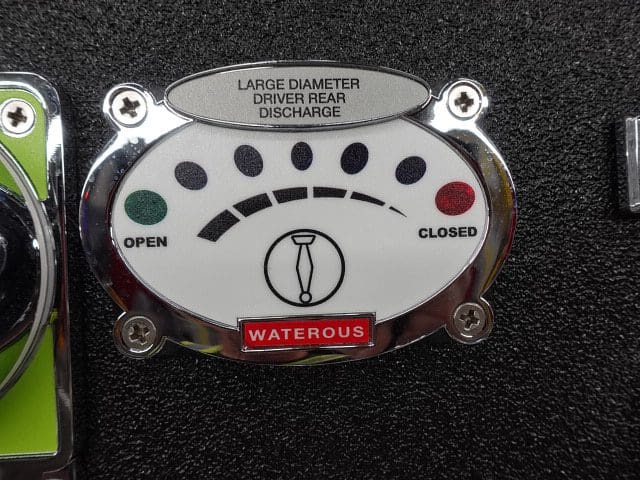 LARGE DIAMETER
DRIVER REAR
DISCHARGE
OPEN
CLOSED
WATEROUS